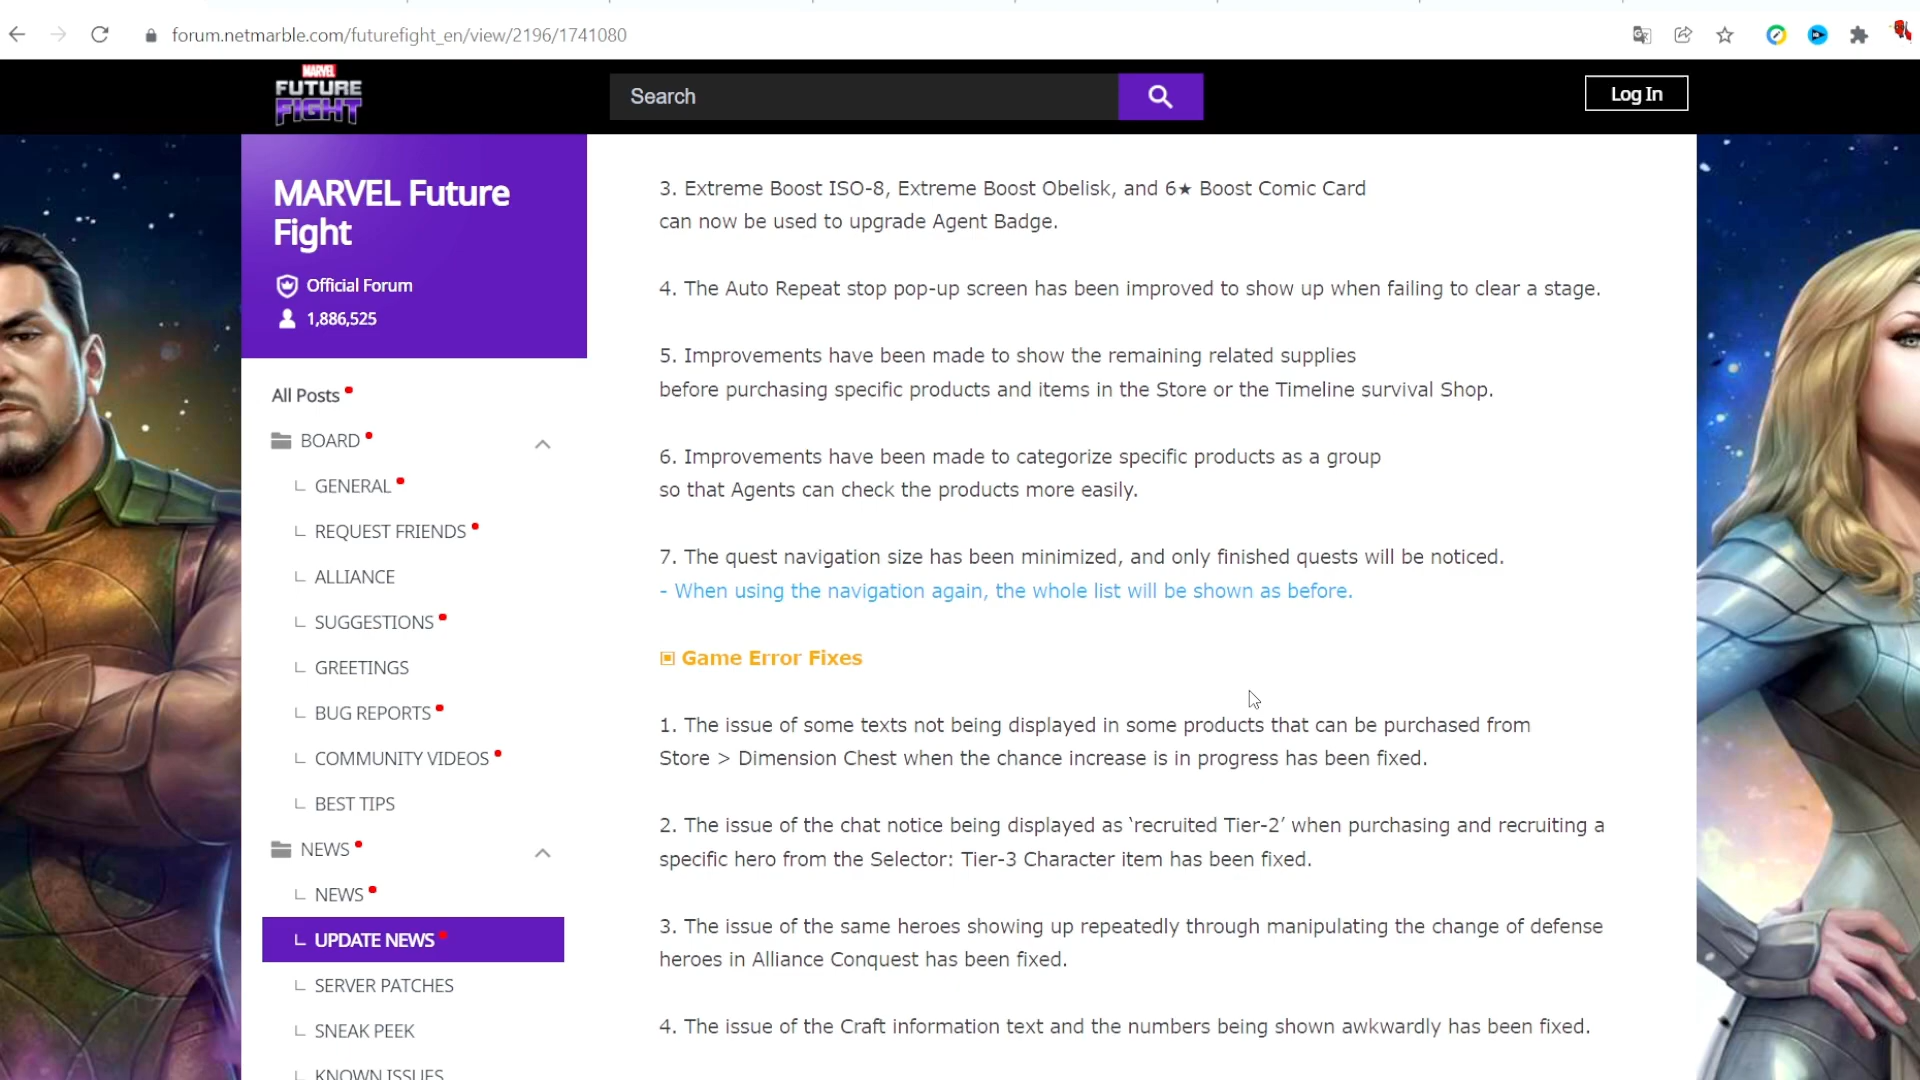 forum.netmarble.com/futurefight_en/view/2196/1741080
MARVEL
FUTURE
FIGHT
Search
Log In
MARVEL Future
Fight
Official Forum
1,886,525
All Posts
BOARD
GENERAL
REQUEST FRIENDS
ALLIANCE
SUGGESTIONS
GREETINGS
BUG REPORTS
COMMUNITY VIDEOS
BEST TIPS
NEWS
NEWS
UPDATE NEWS
SERVER PATCHES
SNEAK PEEK
KNOWN ISSUES
3. Extreme Boost ISO-8, Extreme Boost Obelisk, and 6★ Boost Comic Card
can now be used to upgrade Agent Badge.
4. The Auto Repeat stop pop-up screen has been improved to show up when failing to clear a stage.
5. Improvements have been made to show the remaining related supplies
before purchasing specific products and items in the Store or the Timeline survival Shop.
6. Improvements have been made to categorize specific products as a group
so that Agents can check the products more easily.
7. The quest navigation size has been minimized, and only finished quests will be noticed.
- When using the navigation again, the whole list will be shown as before.
▣ Game Error Fixes
1. The issue of some texts not being displayed in some products that can be purchased from
Store > Dimension Chest when the chance increase is in progress has been fixed.
2. The issue of the chat notice being displayed as ‘recruited Tier-2’ when purchasing and recruiting a
specific hero from the Selector: Tier-3 Character item has been fixed.
3. The issue of the same heroes showing up repeatedly through manipulating the change of defense
heroes in Alliance Conquest has been fixed.
4. The issue of the Craft information text and the numbers being shown awkwardly has been fixed.